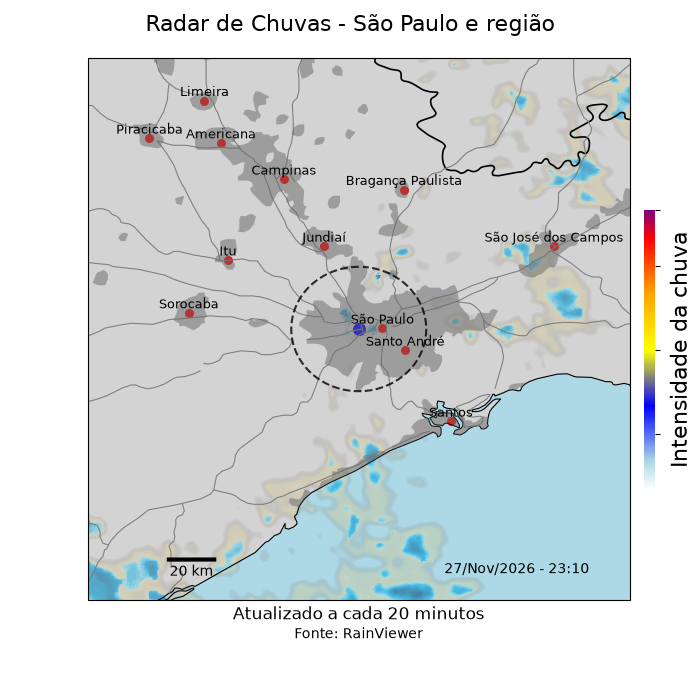 Radar de Chuvas - São Paulo e região
Limeira
Piracicaba
Americana
Campinas
Bragança Paulista
Jundiaí
São José dos Campos
Itu
Sorocaba
São Paulo
Santo André
Santos
Intensidade da chuva
20 km
27/Nov/2026 - 23:10
Atualizado a cada 20 minutos
Fonte: RainViewer